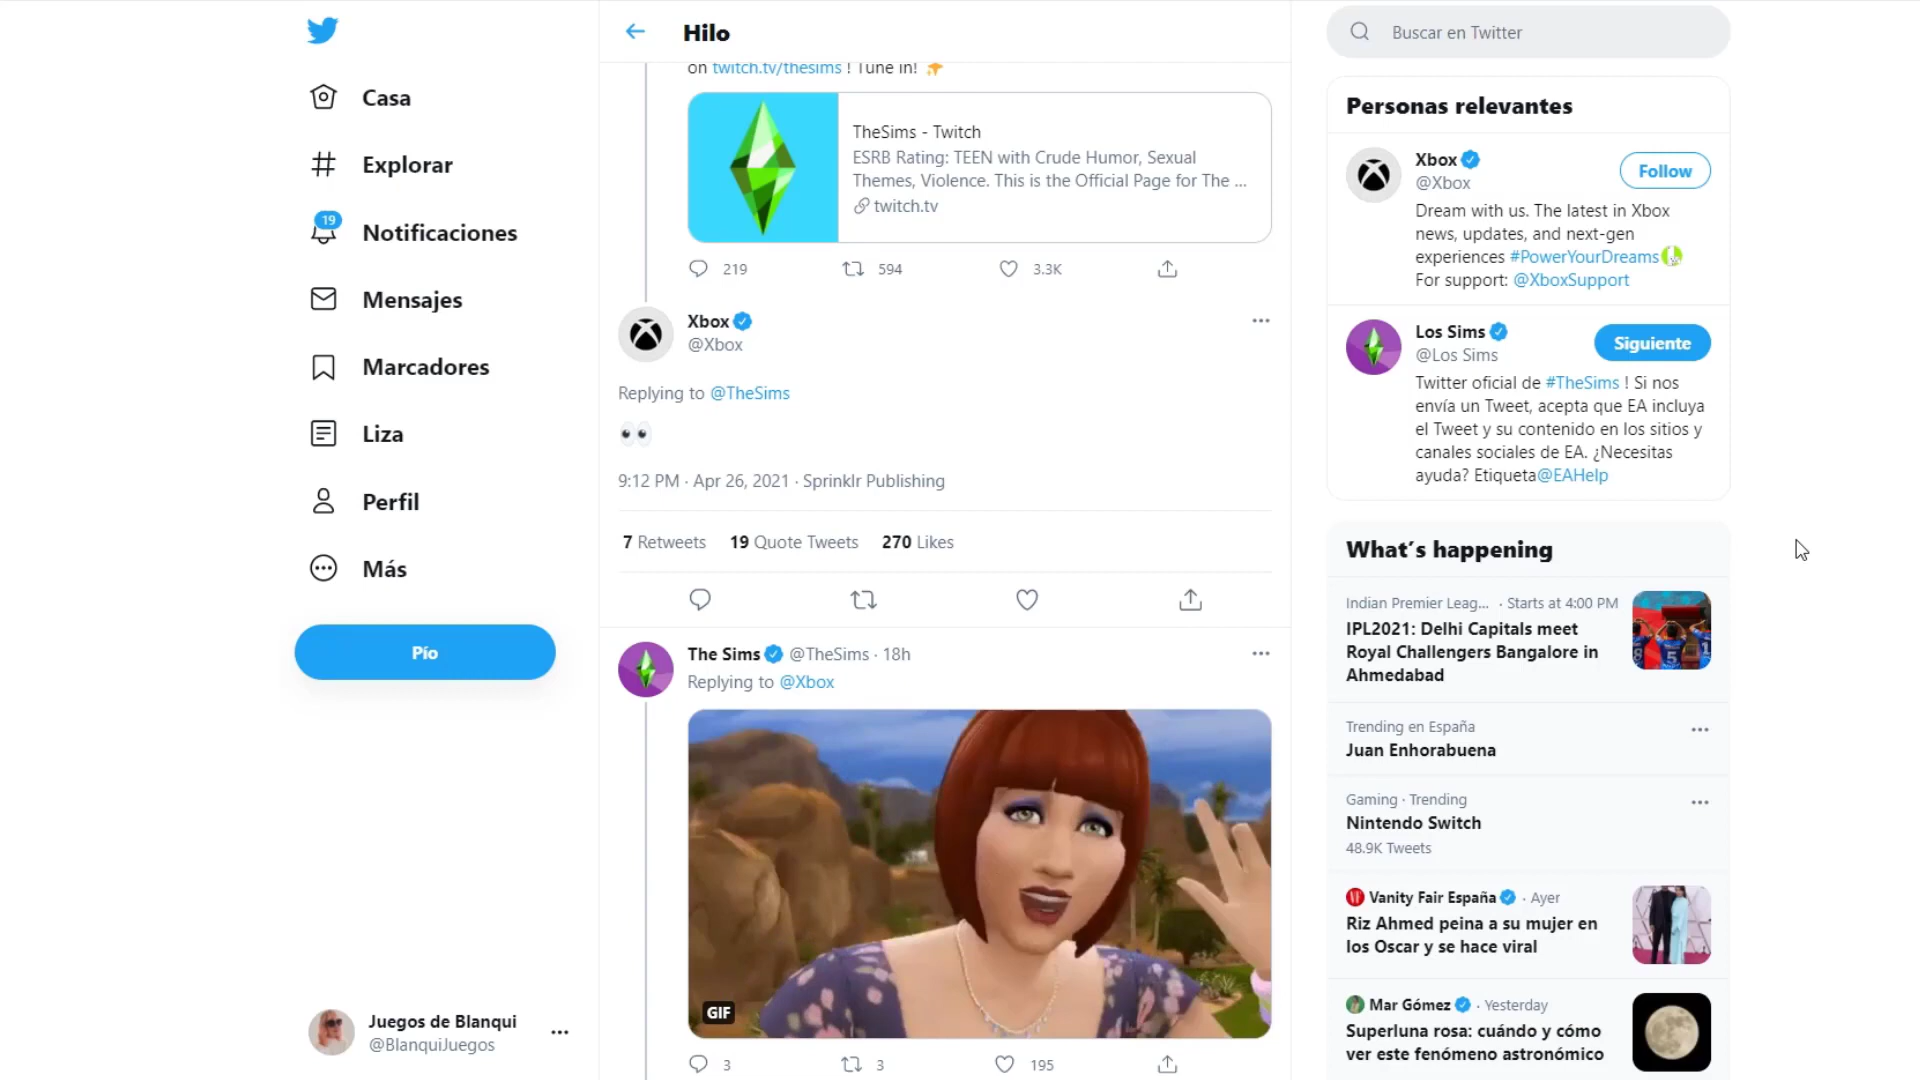 Casa
Explorar
19
Notificaciones
Mensajes
Marcadores
Liza
Perfil
Más
Pío
Juegos de Blanqui
@BlanquiJuegos
Hilo
on twitch.tv/thesims ! Tune in!
TheSims - Twitch
ESRB Rating: TEEN with Crude Humor, Sexual
Themes, Violence. This is the Official Page for The ...
twitch.tv
219 594 3.3K
Xbox
@Xbox
Replying to @TheSims
9:12 PM · Apr 26, 2021 · Sprinklr Publishing
7 Retweets 19 Quote Tweets 270 Likes
The Sims @TheSims · 18h
Replying to @Xbox
GIF
3 3 195
Buscar en Twitter
Personas relevantes
Xbox
@Xbox
Follow
Dream with us. The latest in Xbox
news, updates, and next-gen
experiences #PowerYourDreams
For support: @XboxSupport
Los Sims
@Los Sims
Siguiente
Twitter oficial de #TheSims ! Si nos
envía un Tweet, acepta que EA incluya
el Tweet y su contenido en los sitios y
canales sociales de EA. ¿Necesitas
ayuda? Etiqueta@EAHelp
What's happening
Indian Premier Leag... · Starts at 4:00 PM
IPL2021: Delhi Capitals meet
Royal Challengers Bangalore in
Ahmedabad
Trending en España
Juan Enhorabuena
Gaming · Trending
Nintendo Switch
48.9K Tweets
Vanity Fair España · Ayer
Riz Ahmed peina a su mujer en
los Oscar y se hace viral
Mar Gómez · Yesterday
Superluna rosa: cuándo y cómo
ver este fenómeno astronómico